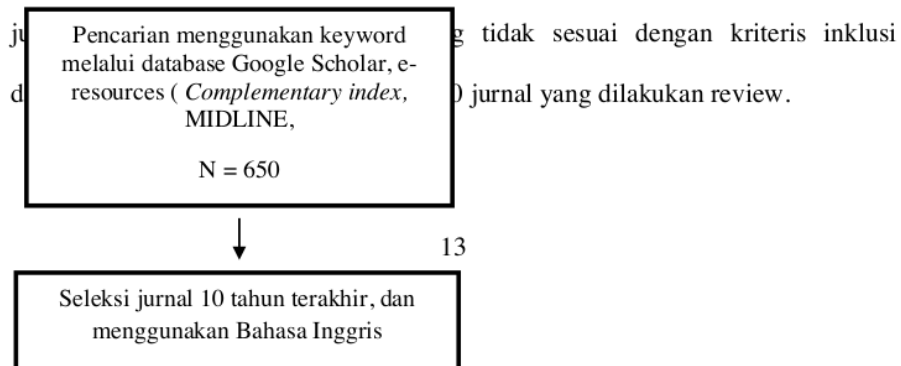 g tidak sesuai dengan kriteris inklusi
jurnal yang dilakukan review.
Pencarian menggunakan keyword
melalui database Google Scholar, e-
resources ( Complementary index,
MIDLINE,
N = 650
13
Seleksi jurnal 10 tahun terakhir, dan
menggunakan Bahasa Inggris